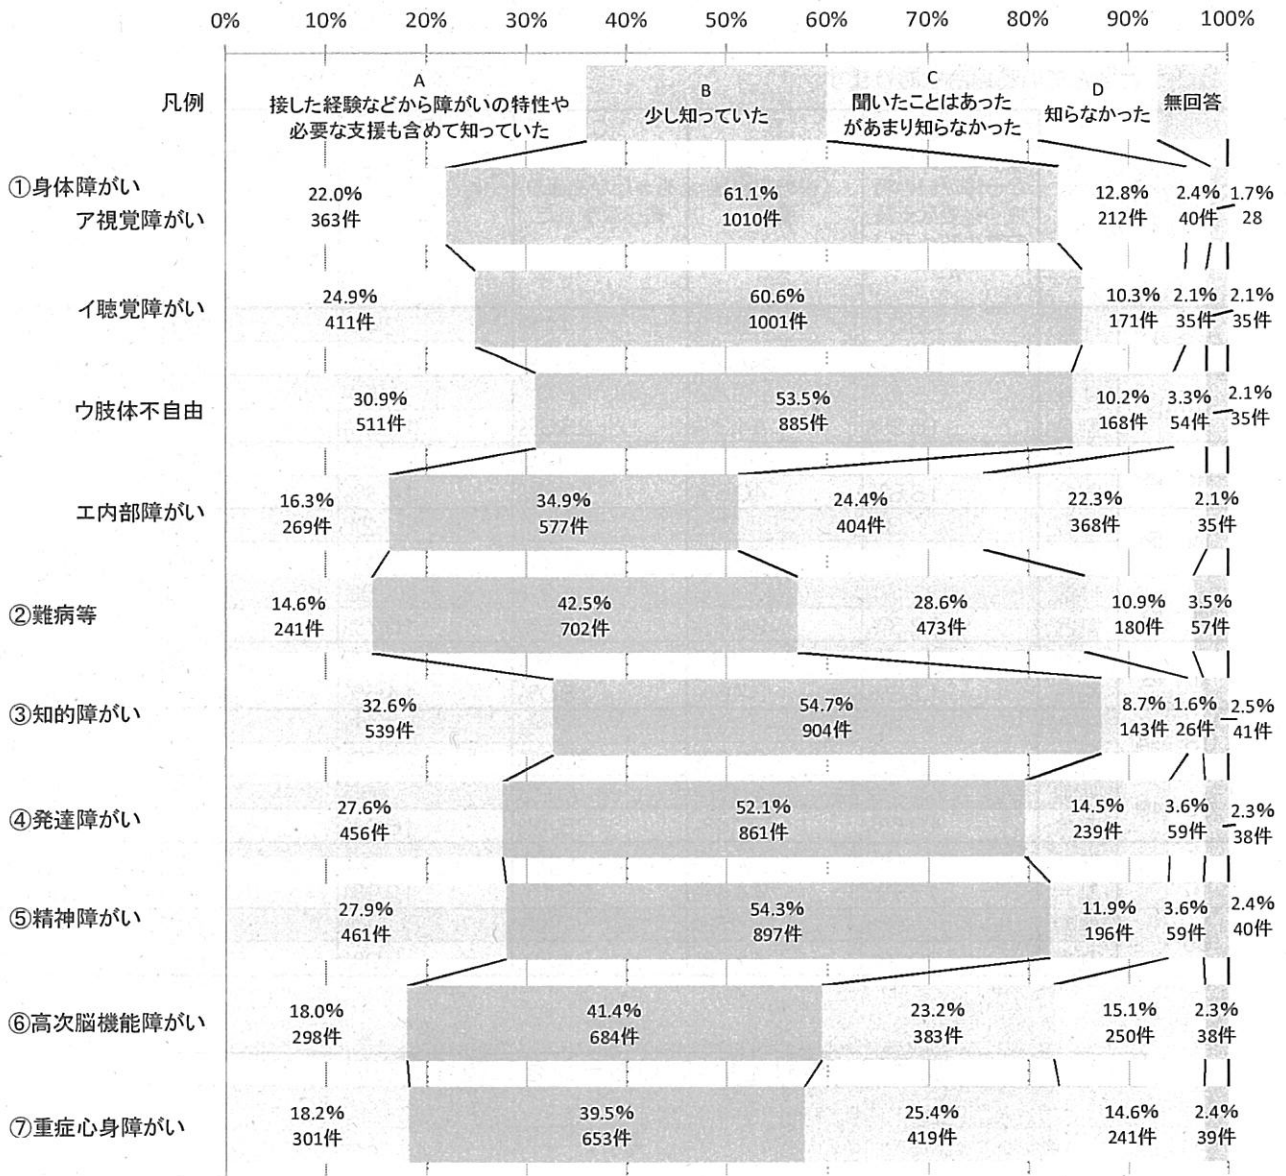 0% 10% 20% 30% 40% 50% 60% 70% 80% 90% 100%
凡例
A
接した経験などから障がいの特性や
必要な支援も含めて知っていた
B
少し知っていた
C
聞いたことはあった
があまり知らなかった
D
知らなかった
無回答
①身体障がい
ア視覚障がい
22.0% 61.1% 12.8% 2.4% 1.7%
363件 1010件 212件 40件 28
イ聴覚障がい
24.9% 60.6% 10.3% 2.1% 2.1%
411件 1001件 171件 35件 35件
ウ肢体不自由
30.9% 53.5% 10.2% 3.3% 2.1%
511件 885件 168件 54件 35件
エ内部障がい
16.3% 34.9% 24.4% 22.3% 2.1%
269件 577件 404件 368件 35件
②難病等
14.6% 42.5% 28.6% 10.9% 3.5%
241件 702件 473件 180件 57件
③知的障がい
32.6% 54.7% 8.7% 1.6% 2.5%
539件 904件 143件 26件 41件
④発達障がい
27.6% 52.1% 14.5% 3.6% 2.3%
456件 861件 239件 59件 38件
⑤精神障がい
27.9% 54.3% 11.9% 3.6% 2.4%
461件 897件 196件 59件 40件
⑥高次脳機能障がい
18.0% 41.4% 23.2% 15.1% 2.3%
298件 684件 383件 250件 38件
⑦重症心身障がい
18.2% 39.5% 25.4% 14.6% 2.4%
301件 653件 419件 241件 39件